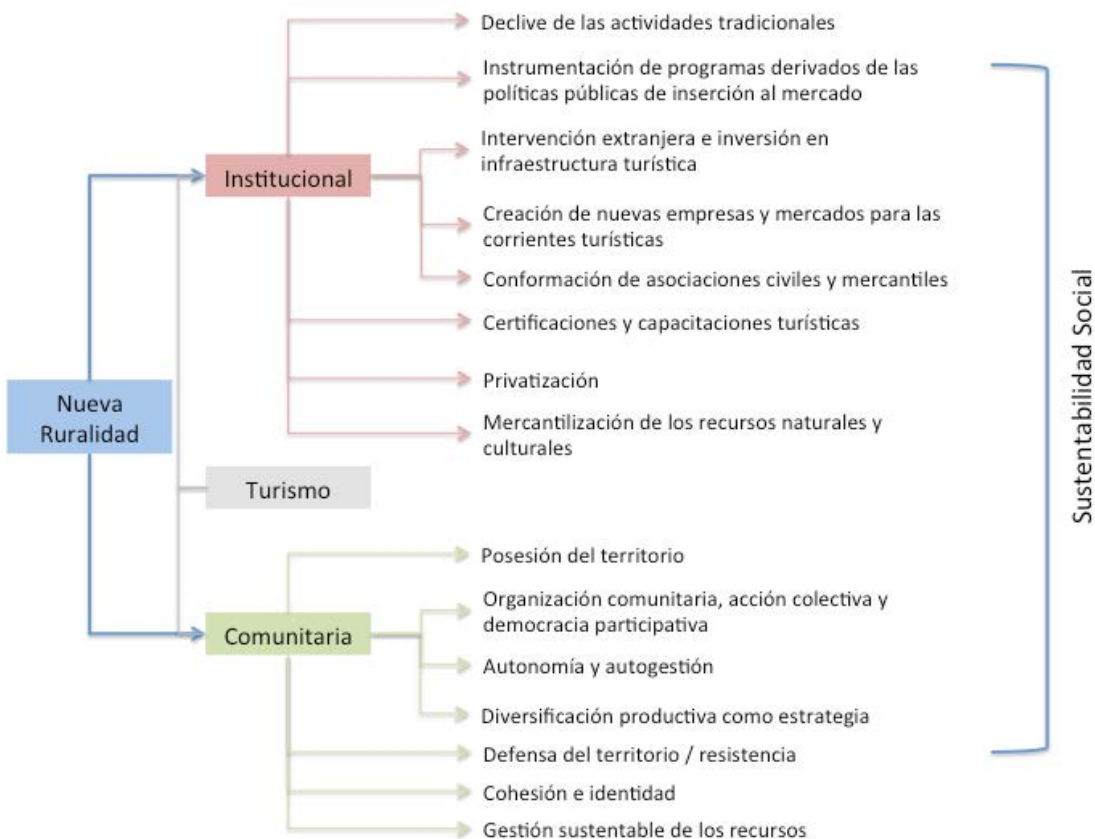 Declive de las actividades tradicionales
Instrumentación de programas derivados de las
políticas públicas de inserción al mercado
Intervención extranjera e inversión en
infraestructura turística
Institucional
Creación de nuevas empresas y mercados para las
corrientes turísticas
Conformación de asociaciones civiles y mercantiles
Certificaciones y capacitaciones turísticas
Privatización
Mercantilización de los recursos naturales y
culturales
Nueva
Ruralidad
Turismo
Posesión del territorio
Organización comunitaria, acción colectiva y
democracia participativa
Comunitaria
Autonomía y autogestión
Diversificación productiva como estrategia
Defensa del territorio / resistencia
Cohesión e identidad
Gestión sustentable de los recursos
Sustentabilidad Social